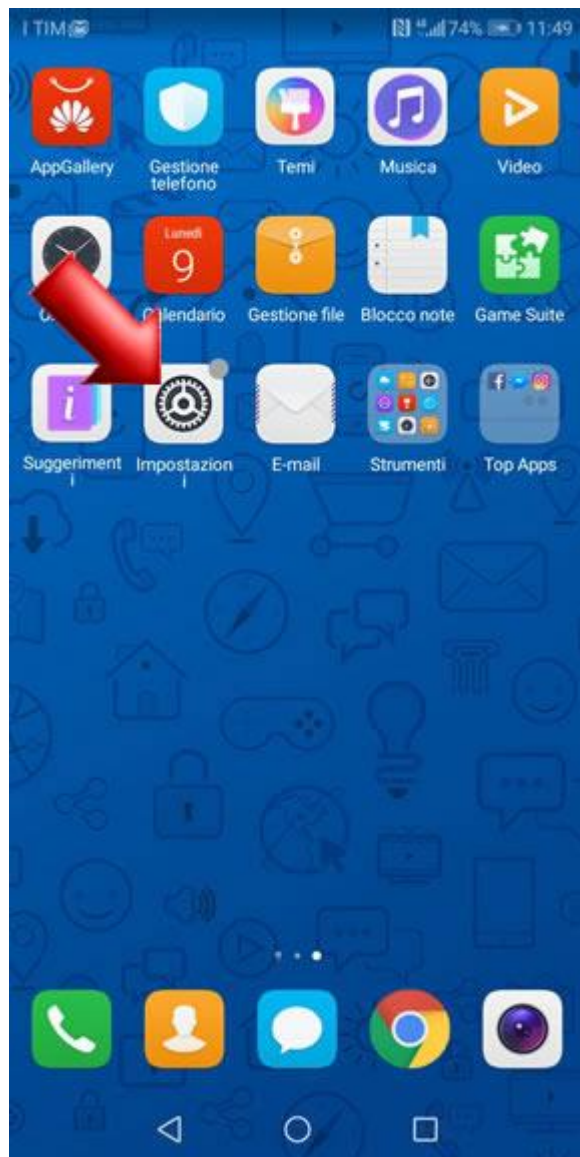 I TIM
74%
11:49
AppGallery
Gestione
telefono
Temi
Musica
Video
Lunedì
9
Calendario
Gestione file
Blocco note
Game Suite
i
Suggeriment
i
Impostazion
i
E-mail
Strumenti
Top Apps